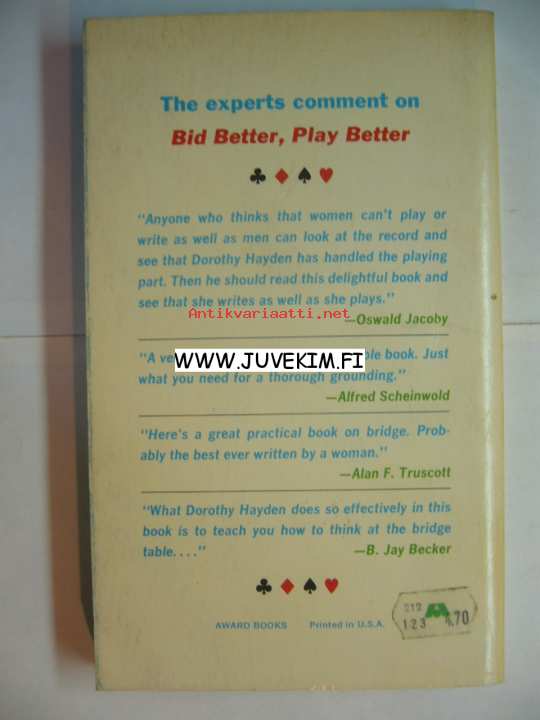 The experts comment on
Bid Better, Play Better
"Anyone who thinks that women can't play or
write as well as men can look at the record and
see that Dorothy Hayden has handled the playing
part. Then he should read this delightful book and
see that she writes as well as she plays."
Antikvariaatti.net
—Oswald Jacoby
"A book. Just
WWW.JUVEKIM.FI
what you need for a thorough grounding."
—Alfred Scheinwold
"Here's a great practical book on bridge. Prob-
ably the best ever written by a woman."
—Alan F. Truscott
"What Dorothy Hayden does so effectively in this
book is to teach you how to think at the bridge
table...."
—B. Jay Becker
AWARD BOOKS Printed in U.S.A.
212
123